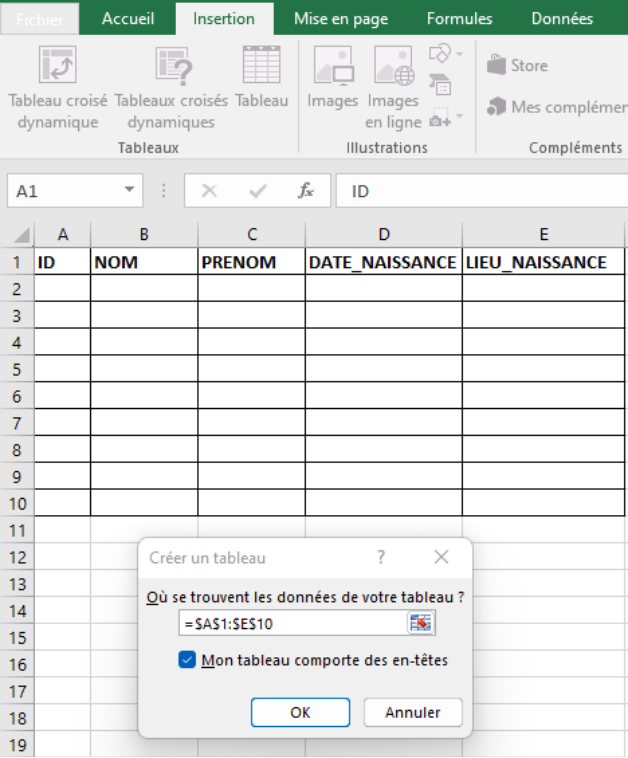 Fichier Accueil Insertion Mise en page Formules Données
Tableau croisé dynamique
Tableaux croisés dynamiques
Tableau
Images
Images en ligne
Store
Mes complémen
Tableaux Illustrations Compléments
A1 fx ID
A B C D E
1 ID NOM PRENOM DATE_NAISSANCE LIEU_NAISSANCE
2
3
4
5
6
7
8
9
10
11
12
13
14
15
16
17
18
19
Créer un tableau ?
Où se trouvent les données de votre tableau ?
=$A$1:$E$10
Mon tableau comporte des en-têtes
OK Annuler